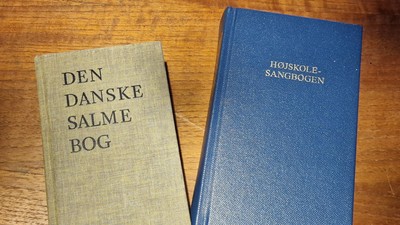 DEN
DANSKE
SALME
BOG
HØJSKOLE-
SANGBOGEN